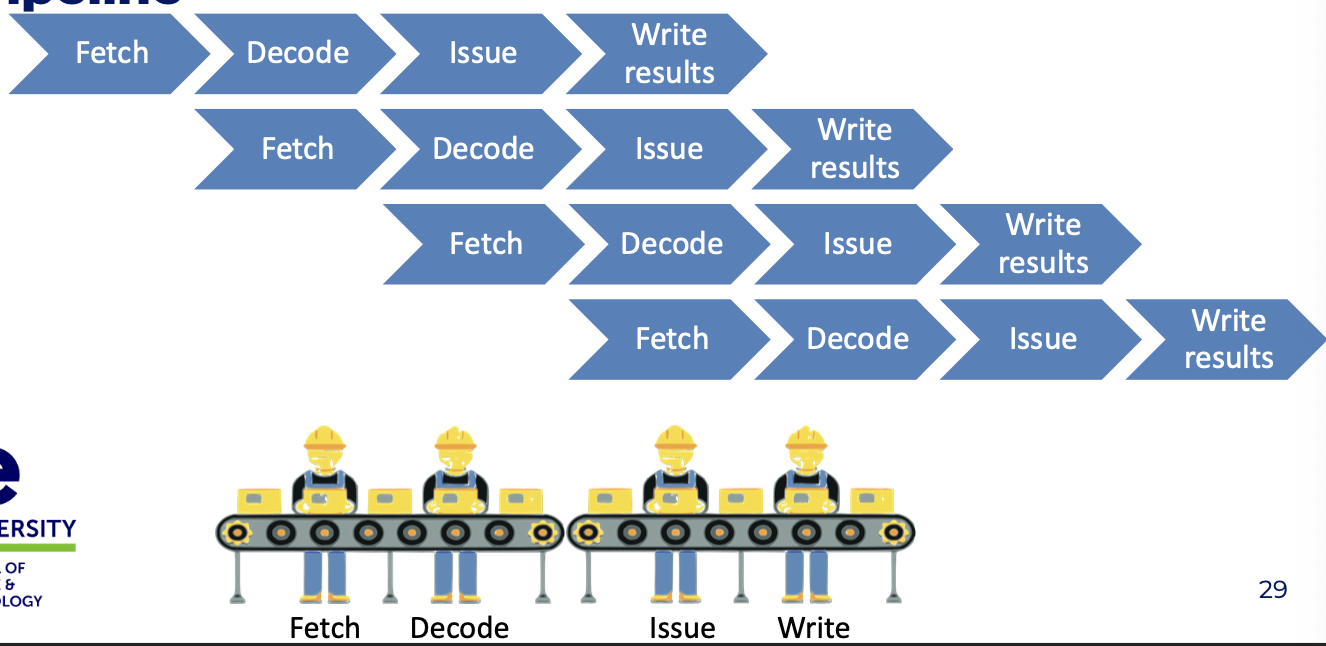 Fetch
Decode
Issue
Write
results
Fetch
Decode
Issue
Write
results
Fetch
Decode
Issue
Write
results
Fetch
Decode
Issue
Write
results
ERSITY
OF
&
OLOGY
29
Fetch
Decode
Issue
Write